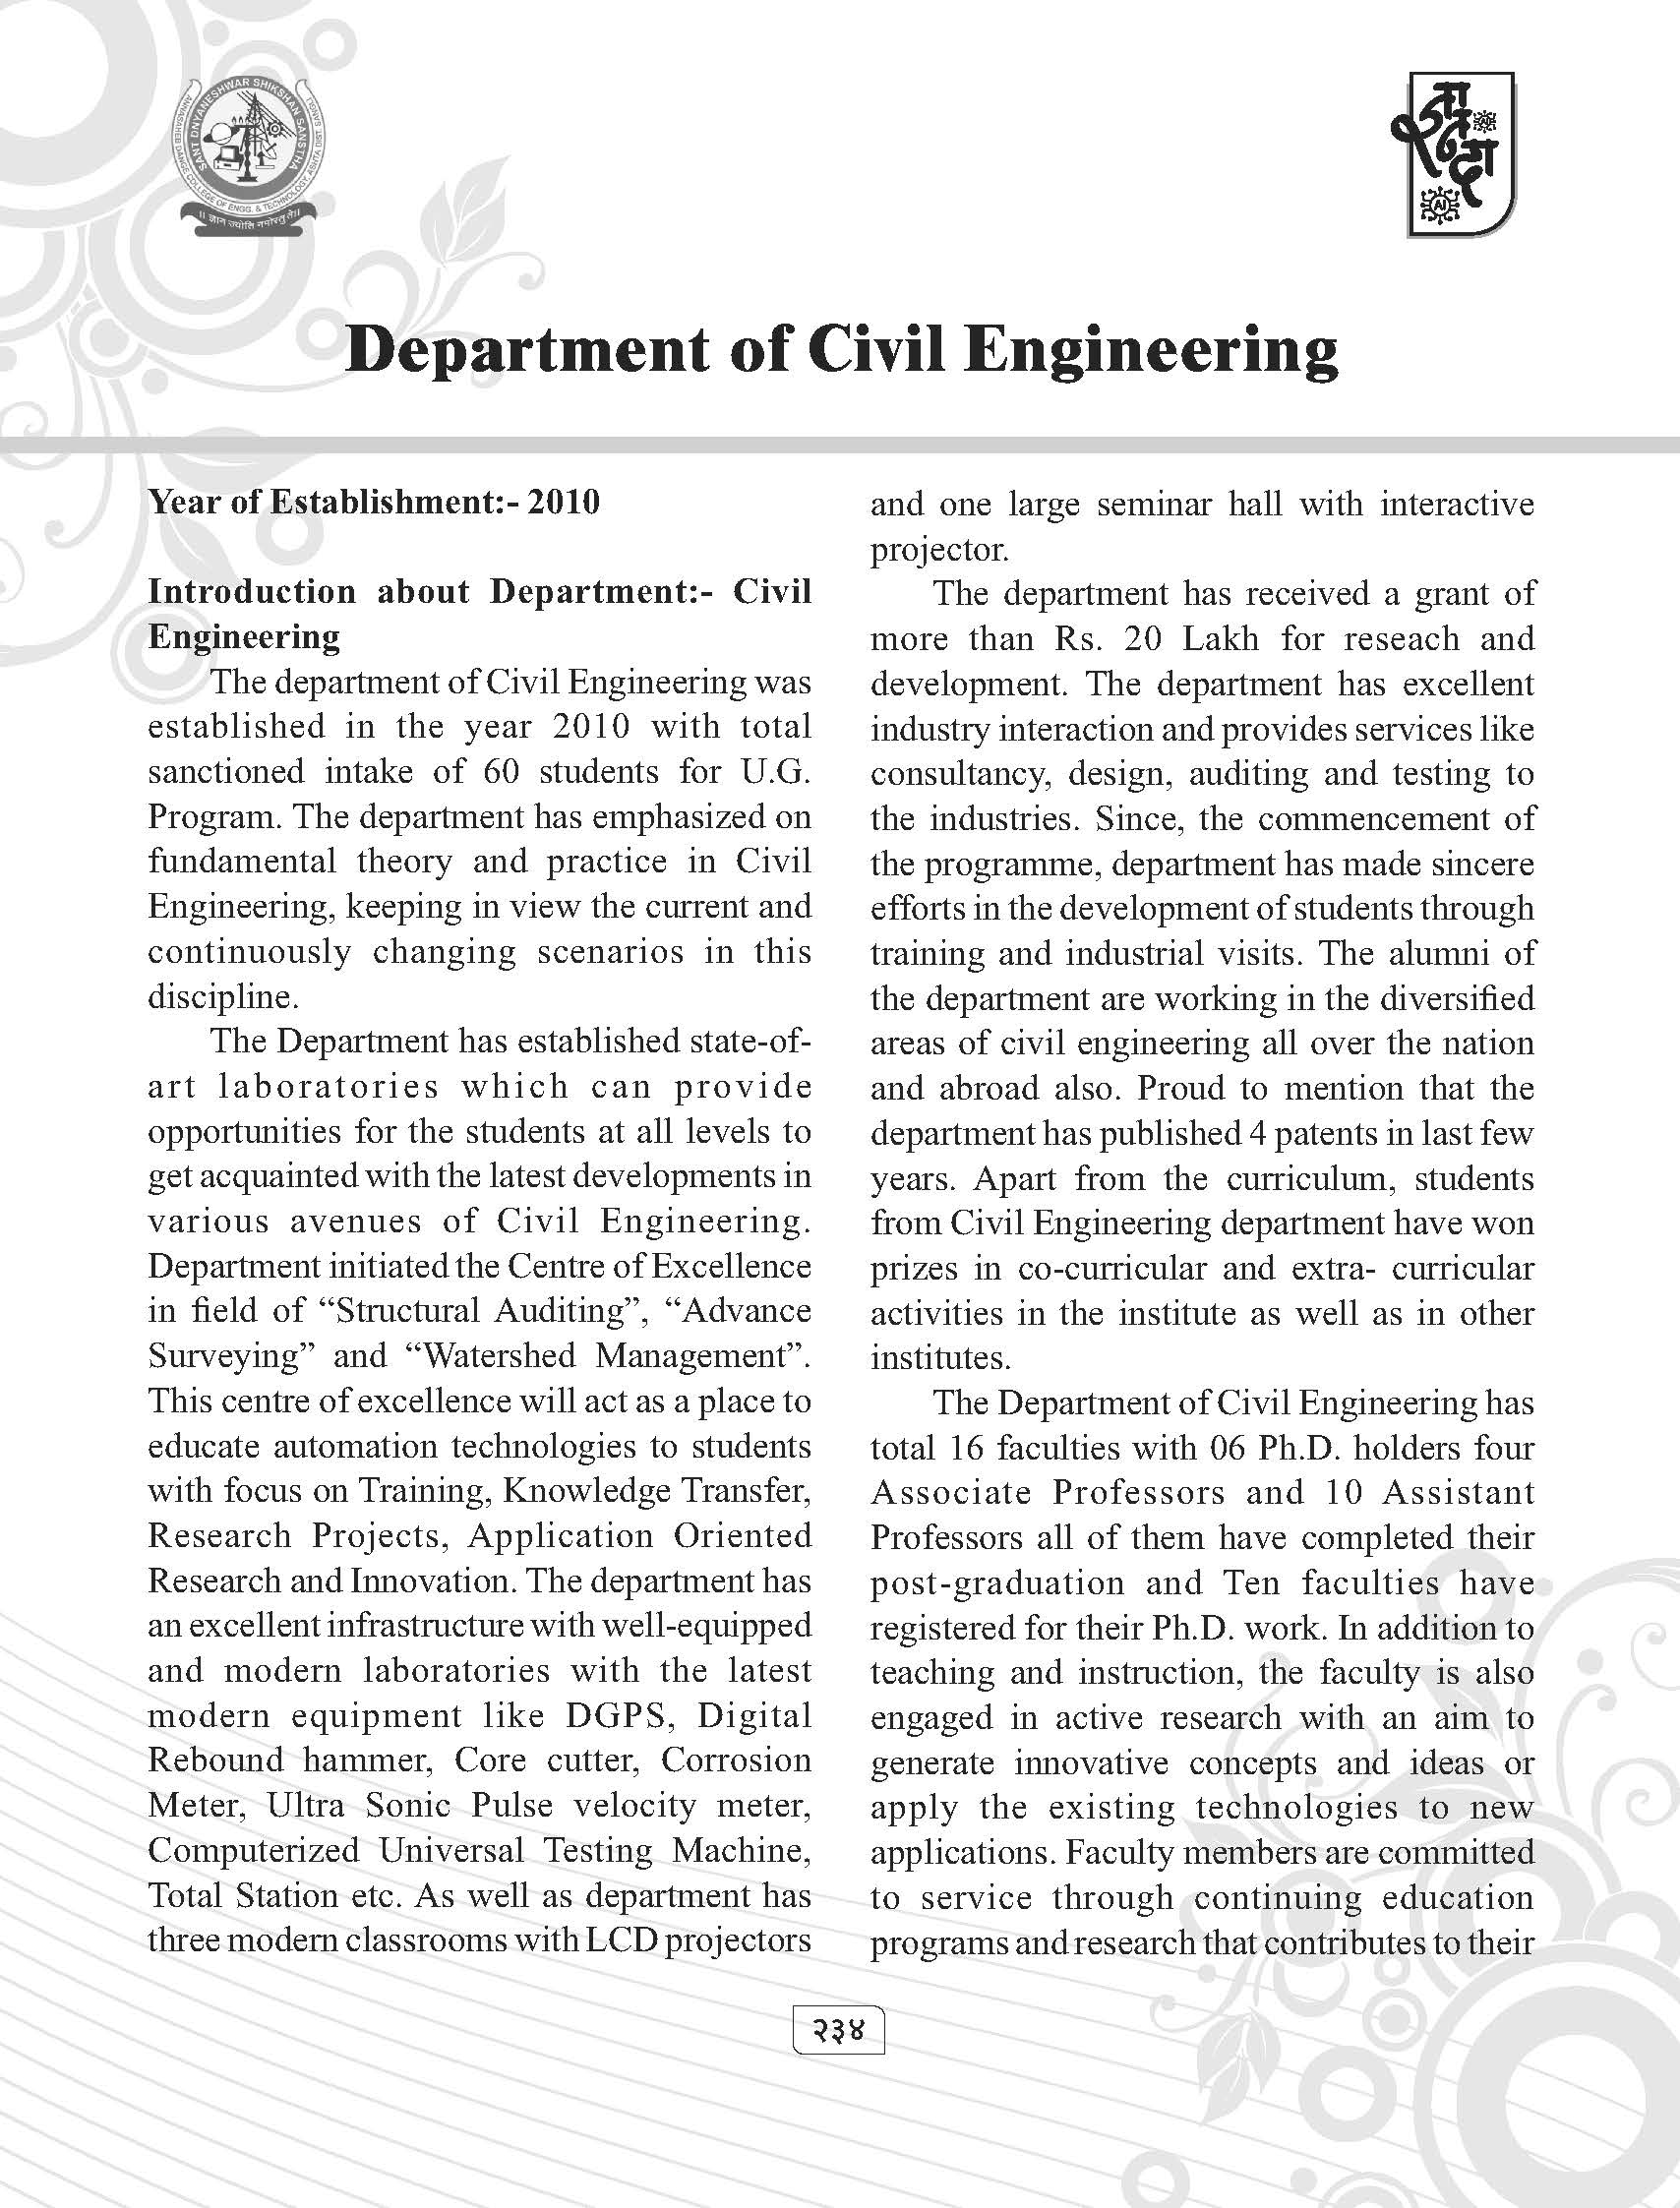 SANT DNYANESHWAR SHIKSHAN SANSTHA
ANNASAHEB DANGE COLLEGE OF ENGG. & TECHNOLOGY, ASHTA DIST. SANGLI
AI
AI
Department of Civil Engineering
Year of Establishment:- 2010
Introduction about Department:- Civil
Engineering
The department of Civil Engineering was
established in the year 2010 with total
sanctioned intake of 60 students for U.G.
Program. The department has emphasized on
fundamental theory and practice in Civil
Engineering, keeping in view the current and
continuously changing scenarios in this
discipline.
The Department has established state-of-
art laboratories which can provide
opportunities for the students at all levels to
get acquainted with the latest developments in
various avenues of Civil Engineering.
Department initiated the Centre of Excellence
in field of “Structural Auditing”, “Advance
Surveying” and “Watershed Management”.
This centre of excellence will act as a place to
educate automation technologies to students
with focus on Training, Knowledge Transfer,
Research Projects, Application Oriented
Research and Innovation. The department has
an excellent infrastructure with well-equipped
and modern laboratories with the latest
modern equipment like DGPS, Digital
Rebound hammer, Core cutter, Corrosion
Meter, Ultra Sonic Pulse velocity meter,
Computerized Universal Testing Machine,
Total Station etc. As well as department has
three modern classrooms with LCD projectors
and one large seminar hall with interactive
projector.
The department has received a grant of
more than Rs. 20 Lakh for reseach and
development. The department has excellent
industry interaction and provides services like
consultancy, design, auditing and testing to
the industries. Since, the commencement of
the programme, department has made sincere
efforts in the development of students through
training and industrial visits. The alumni of
the department are working in the diversified
areas of civil engineering all over the nation
and abroad also. Proud to mention that the
department has published 4 patents in last few
years. Apart from the curriculum, students
from Civil Engineering department have won
prizes in co-curricular and extra- curricular
activities in the institute as well as in other
institutes.
The Department of Civil Engineering has
total 16 faculties with 06 Ph.D. holders four
Associate Professors and 10 Assistant
Professors all of them have completed their
post-graduation and Ten faculties have
registered for their Ph.D. work. In addition to
teaching and instruction, the faculty is also
engaged in active research with an aim to
generate innovative concepts and ideas or
apply the existing technologies to new
applications. Faculty members are committed
to service through continuing education
programs and research that contributes to their
२३४